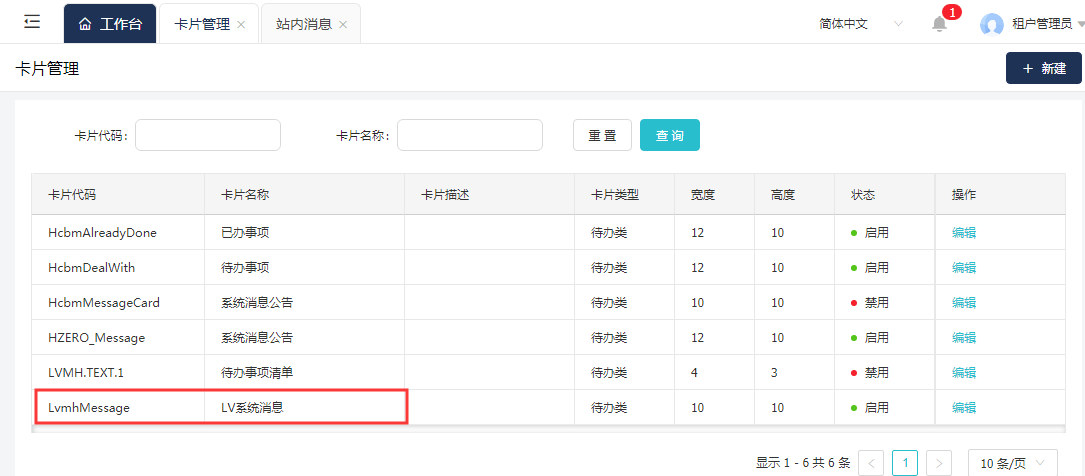 工作台 卡片管理 × 站内消息 × 简体中文 1 租户管理员
卡片管理 + 新建
卡片代码: 卡片名称: 重置 查询
卡片代码 卡片名称 卡片描述 卡片类型 宽度 高度 状态 操作
HcbmAlreadyDone 已办事项 待办类 12 10 启用 编辑
HcbmDealWith 待办事项 待办类 12 10 启用 编辑
HcbmMessageCard 系统消息公告 待办类 10 10 禁用 编辑
HZERO_Message 系统消息公告 待办类 12 10 启用 编辑
LVMH.TEXT.1 待办事项清单 待办类 4 3 禁用 编辑
LvmhMessage LV系统消息 待办类 10 10 启用 编辑
显示 1 - 6 共 6 条 < 1 > 10 条/页